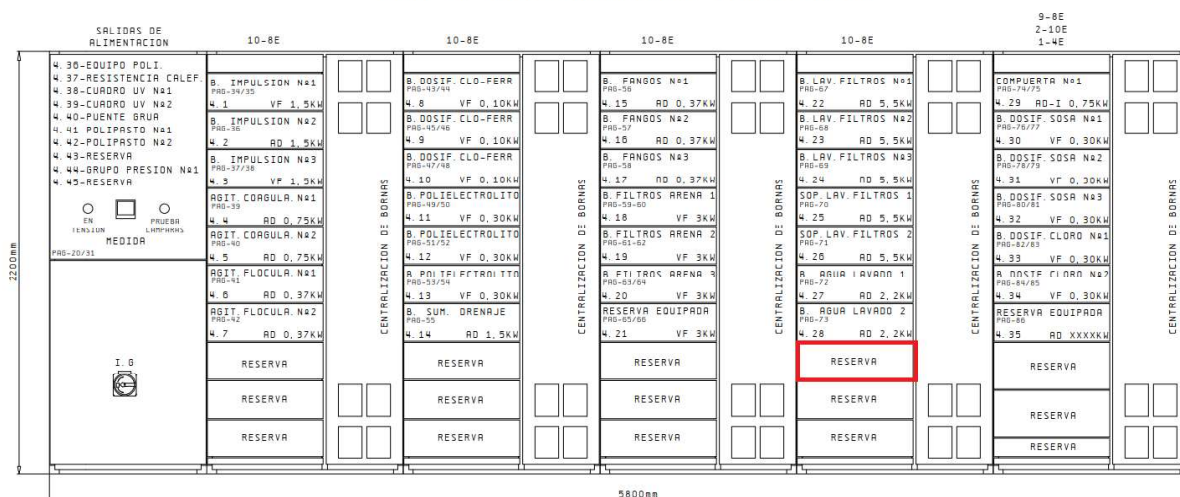 SALIDAS DE
ALIMENTACION
4.36-EQUIPO POLI.
4.37-RESISTENCIA CALEF.
4.38-CUADRO UV Nº1
4.39-CUADRO UV Nº2
4.40-PUENTE GRUA
4.41 POLIPASTO Nº1
4.42-POLIPASTO Nº2
4.43-RESERVA
4.44-GRUPO PRESION Nº1
4.45-RESERVA
EN
TENSION
PRUEBA
LAMPARAS
MEDIDA
PAG-20/31
I.G
2200mm
10-8E
B. IMPULSION Nº1
PAG-34/35
4.1 VF 1,5KW
B. IMPULSION Nº2
PAG-36
4.2 AD 1,5KW
B. IMPULSION Nº3
PAG-37/38
4.3 VF 1,5KW
AGIT.COAGULA.Nº1
PAG-39
4.4 AD 0,75KW
AGIT.COAGULA.Nº2
PAG-40
4.5 AD 0,75KW
AGIT.FLOCULA.Nº1
PAG-41
4.6 AD 0,37KW
AGIT.FLOCULA.Nº2
PAG-42
4.7 AD 0,37KW
RESERVA
RESERVA
RESERVA
CENTRALIZACION DE BORNAS
10-8E
B.DOSIF.CLO-FERR
PAG-43/44
4.8 VF 0,10KW
B.DOSIF.CLO-FERR
PAG-45/46
4.9 VF 0,10KW
B.DOSIF.CLO-FERR
PAG-47/48
4.10 VF 0,10KW
B.POLIELECTROLITO
PAG-49/50
4.11 VF 0,30KW
B.POLIELECTROLITO
PAG-51/52
4.12 VF 0,30KW
B.POLIELECTROLITO
PAG-53/54
4.13 VF 0,30KW
B. SUM. DRENAJE
PAG-55
4.14 AD 1,5KW
RESERVA
RESERVA
RESERVA
CENTRALIZACION DE BORNAS
10-8E
B. FANGOS Nº1
PAG-56
4.15 AD 0,37KW
B. FANGOS Nº2
PAG-57
4.16 AD 0,37KW
B. FANGOS Nº3
PAG-58
4.17 AD 0,37KW
B.FILTROS ARENA 1
PAG-59-60
4.18 VF 3KW
B.FILTROS ARENA 2
PAG-61-62
4.19 VF 3KW
B.FILTROS ARENA 3
PAG-63/64
4.20 VF 3KW
RESERVA EQUIPADA
PAG-65/66
4.21 VF 3KW
RESERVA
RESERVA
RESERVA
CENTRALIZACION DE BORNAS
10-8E
B.LAV.FILTROS Nº1
PAG-67
4.22 AD 5,5KW
B.LAV.FILTROS Nº2
PAG-68
4.23 AD 5,5KW
B.LAV.FILTROS Nº3
PAG-69
4.24 AD 5,5KW
SOP.LAV.FILTROS 1
PAG-70
4.25 AD 5,5KW
SOP.LAV.FILTROS 2
PAG-71
4.26 AD 5,5KW
B. AGUA LAVADO 1
PAG-72
4.27 AD 2,2KW
B. AGUA LAVADO 2
PAG-73
4.28 AD 2,2KW
RESERVA
RESERVA
RESERVA
CENTRALIZACION DE BORNAS
9-8E
2-10E
1-4E
COMPUERTA Nº1
PAG-74/75
4.29 AD-I 0,75KW
B.DOSIF.SOSA Nº1
PAG-76/77
4.30 VF 0,30KW
B.DOSIF.SOSA Nº2
PAG-78/79
4.31 VF 0,30KW
B.DOSIF.SOSA Nº3
PAG-80/81
4.32 VF 0,30KW
B.DOSIF.CLORO Nº1
PAG-82/83
4.33 VF 0,30KW
B.DOSIF.CLORO Nº2
PAG-84/85
4.34 VF 0,30KW
RESERVA EQUIPADA
PAG-86
4.35 AD XXXXKW
RESERVA
RESERVA
RESERVA
CENTRALIZACION DE BORNAS
5800mm